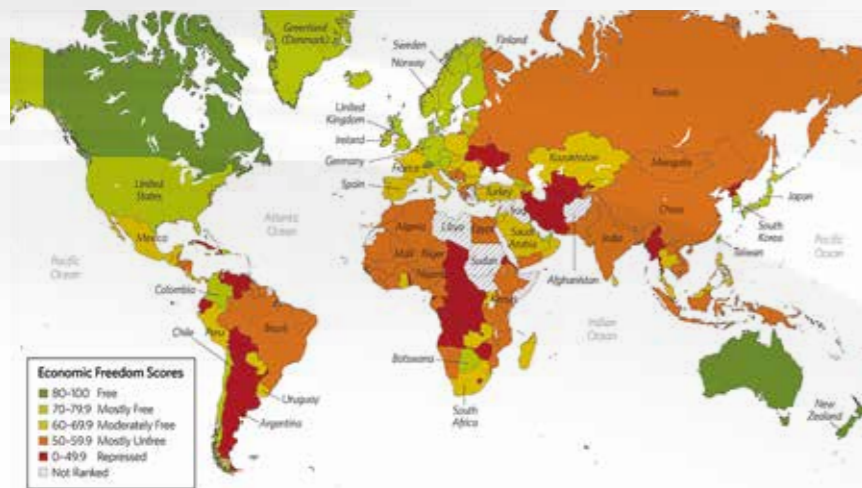 Greenland
(Denmark)
Sweden
Norway
Finland
Russia
United
Kingdom
Ireland
Germany
France
Spain
Kazakhstan
Mongolia
Turkey
United
States
Atlantic
Ocean
Mexico
Pacific
Ocean
Iraq
Saudi
Arabia
Algeria
Libya
Egypt
China
Japan
South
Korea
Taiwan
Pacific
Ocean
India
Afghanistan
Mali
Niger
Sudan
Nigeria
Kenya
Colombia
Peru
Brazil
Chile
Indian
Ocean
Botswana
South
Africa
Uruguay
Argentina
New
Zealand
Economic Freedom Scores
80-100 Free
70-79.9 Mostly Free
60-69.9 Moderately Free
50-59.9 Mostly Unfree
0-49.9 Repressed
Not Ranked